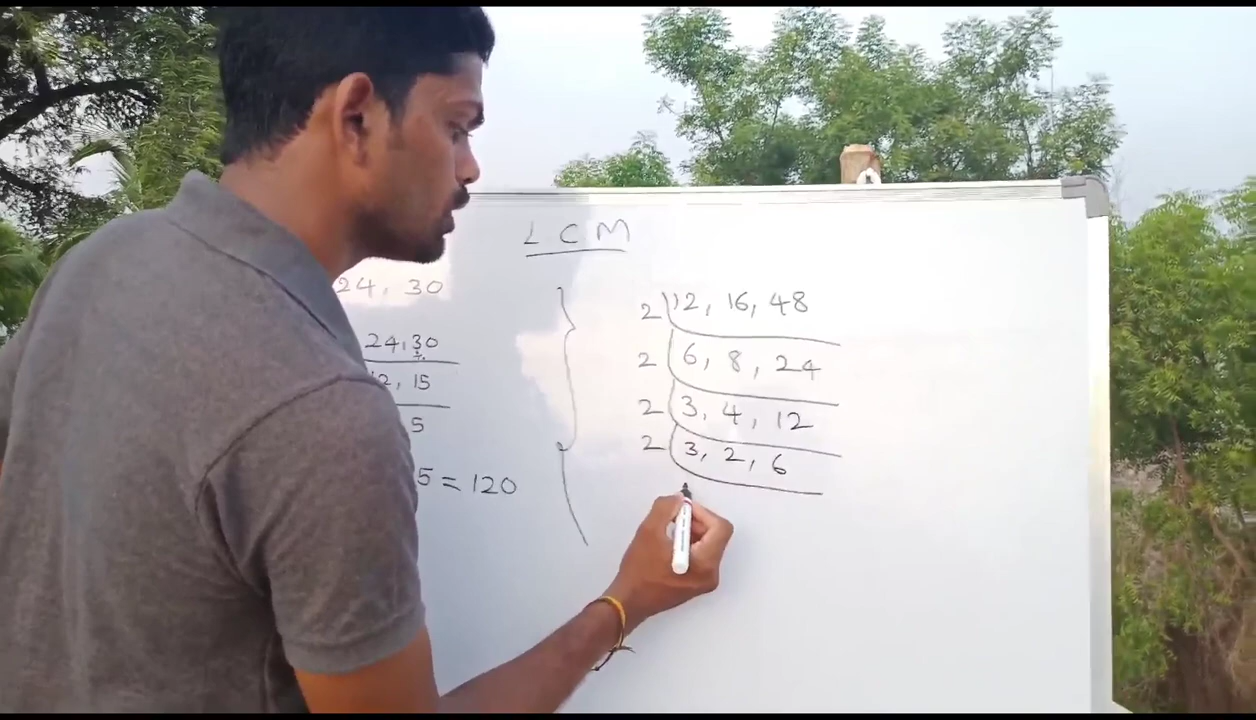 LCM
24, 30
24, 30
12, 15
5
5 = 120
2 12, 16, 48
2 6, 8, 24
2 3, 4, 12
2 3, 2, 6